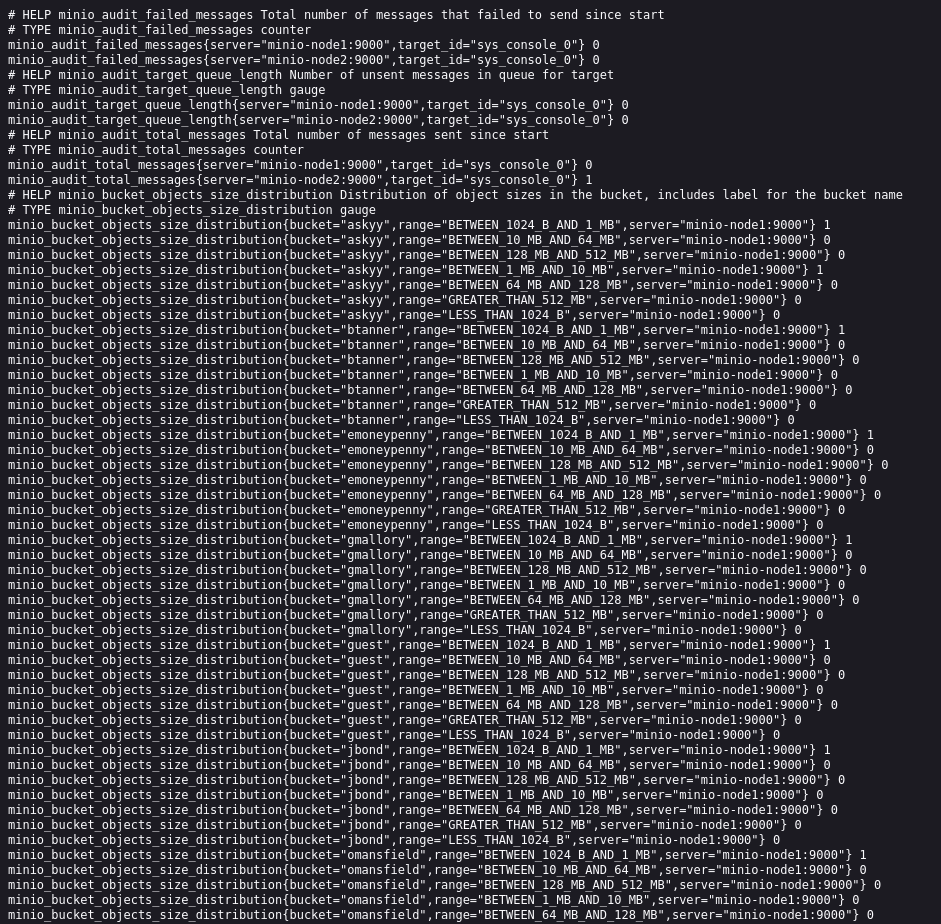 # HELP minio_audit_failed_messages Total number of messages that failed to send since start
# TYPE minio_audit_failed_messages counter
minio_audit_failed_messages{server="minio-node1:9000",target_id="sys_console_0"} 0
minio_audit_failed_messages{server="minio-node2:9000",target_id="sys_console_0"} 0
# HELP minio_audit_target_queue_length Number of unsent messages in queue for target
# TYPE minio_audit_target_queue_length gauge
minio_audit_target_queue_length{server="minio-node1:9000",target_id="sys_console_0"} 0
minio_audit_target_queue_length{server="minio-node2:9000",target_id="sys_console_0"} 0
# HELP minio_audit_total_messages Total number of messages sent since start
# TYPE minio_audit_total_messages counter
minio_audit_total_messages{server="minio-node1:9000",target_id="sys_console_0"} 0
minio_audit_total_messages{server="minio-node2:9000",target_id="sys_console_0"} 1
# HELP minio_bucket_objects_size_distribution Distribution of object sizes in the bucket, includes label for the bucket name
# TYPE minio_bucket_objects_size_distribution gauge
minio_bucket_objects_size_distribution{bucket="askyy",range="BETWEEN_1024_B_AND_1_MB",server="minio-node1:9000"} 1
minio_bucket_objects_size_distribution{bucket="askyy",range="BETWEEN_10_MB_AND_64_MB",server="minio-node1:9000"} 0
minio_bucket_objects_size_distribution{bucket="askyy",range="BETWEEN_128_MB_AND_512_MB",server="minio-node1:9000"} 0
minio_bucket_objects_size_distribution{bucket="askyy",range="BETWEEN_1_MB_AND_10_MB",server="minio-node1:9000"} 1
minio_bucket_objects_size_distribution{bucket="askyy",range="BETWEEN_64_MB_AND_128_MB",server="minio-node1:9000"} 0
minio_bucket_objects_size_distribution{bucket="askyy",range="GREATER_THAN_512_MB",server="minio-node1:9000"} 0
minio_bucket_objects_size_distribution{bucket="askyy",range="LESS_THAN_1024_B",server="minio-node1:9000"} 0
minio_bucket_objects_size_distribution{bucket="btanner",range="BETWEEN_1024_B_AND_1_MB",server="minio-node1:9000"} 1
minio_bucket_objects_size_distribution{bucket="btanner",range="BETWEEN_10_MB_AND_64_MB",server="minio-node1:9000"} 0
minio_bucket_objects_size_distribution{bucket="btanner",range="BETWEEN_128_MB_AND_512_MB",server="minio-node1:9000"} 0
minio_bucket_objects_size_distribution{bucket="btanner",range="BETWEEN_1_MB_AND_10_MB",server="minio-node1:9000"} 0
minio_bucket_objects_size_distribution{bucket="btanner",range="BETWEEN_64_MB_AND_128_MB",server="minio-node1:9000"} 0
minio_bucket_objects_size_distribution{bucket="btanner",range="GREATER_THAN_512_MB",server="minio-node1:9000"} 0
minio_bucket_objects_size_distribution{bucket="btanner",range="LESS_THAN_1024_B",server="minio-node1:9000"} 0
minio_bucket_objects_size_distribution{bucket="emoneypenny",range="BETWEEN_1024_B_AND_1_MB",server="minio-node1:9000"} 1
minio_bucket_objects_size_distribution{bucket="emoneypenny",range="BETWEEN_10_MB_AND_64_MB",server="minio-node1:9000"} 0
minio_bucket_objects_size_distribution{bucket="emoneypenny",range="BETWEEN_128_MB_AND_512_MB",server="minio-node1:9000"} 0
minio_bucket_objects_size_distribution{bucket="emoneypenny",range="BETWEEN_1_MB_AND_10_MB",server="minio-node1:9000"} 0
minio_bucket_objects_size_distribution{bucket="emoneypenny",range="BETWEEN_64_MB_AND_128_MB",server="minio-node1:9000"} 0
minio_bucket_objects_size_distribution{bucket="emoneypenny",range="GREATER_THAN_512_MB",server="minio-node1:9000"} 0
minio_bucket_objects_size_distribution{bucket="emoneypenny",range="LESS_THAN_1024_B",server="minio-node1:9000"} 0
minio_bucket_objects_size_distribution{bucket="gmallory",range="BETWEEN_1024_B_AND_1_MB",server="minio-node1:9000"} 1
minio_bucket_objects_size_distribution{bucket="gmallory",range="BETWEEN_10_MB_AND_64_MB",server="minio-node1:9000"} 0
minio_bucket_objects_size_distribution{bucket="gmallory",range="BETWEEN_128_MB_AND_512_MB",server="minio-node1:9000"} 0
minio_bucket_objects_size_distribution{bucket="gmallory",range="BETWEEN_1_MB_AND_10_MB",server="minio-node1:9000"} 0
minio_bucket_objects_size_distribution{bucket="gmallory",range="BETWEEN_64_MB_AND_128_MB",server="minio-node1:9000"} 0
minio_bucket_objects_size_distribution{bucket="gmallory",range="GREATER_THAN_512_MB",server="minio-node1:9000"} 0
minio_bucket_objects_size_distribution{bucket="gmallory",range="LESS_THAN_1024_B",server="minio-node1:9000"} 0
minio_bucket_objects_size_distribution{bucket="guest",range="BETWEEN_1024_B_AND_1_MB",server="minio-node1:9000"} 1
minio_bucket_objects_size_distribution{bucket="guest",range="BETWEEN_10_MB_AND_64_MB",server="minio-node1:9000"} 0
minio_bucket_objects_size_distribution{bucket="guest",range="BETWEEN_128_MB_AND_512_MB",server="minio-node1:9000"} 0
minio_bucket_objects_size_distribution{bucket="guest",range="BETWEEN_1_MB_AND_10_MB",server="minio-node1:9000"} 0
minio_bucket_objects_size_distribution{bucket="guest",range="BETWEEN_64_MB_AND_128_MB",server="minio-node1:9000"} 0
minio_bucket_objects_size_distribution{bucket="guest",range="GREATER_THAN_512_MB",server="minio-node1:9000"} 0
minio_bucket_objects_size_distribution{bucket="guest",range="LESS_THAN_1024_B",server="minio-node1:9000"} 0
minio_bucket_objects_size_distribution{bucket="jbond",range="BETWEEN_1024_B_AND_1_MB",server="minio-node1:9000"} 1
minio_bucket_objects_size_distribution{bucket="jbond",range="BETWEEN_10_MB_AND_64_MB",server="minio-node1:9000"} 0
minio_bucket_objects_size_distribution{bucket="jbond",range="BETWEEN_128_MB_AND_512_MB",server="minio-node1:9000"} 0
minio_bucket_objects_size_distribution{bucket="jbond",range="BETWEEN_1_MB_AND_10_MB",server="minio-node1:9000"} 0
minio_bucket_objects_size_distribution{bucket="jbond",range="BETWEEN_64_MB_AND_128_MB",server="minio-node1:9000"} 0
minio_bucket_objects_size_distribution{bucket="jbond",range="GREATER_THAN_512_MB",server="minio-node1:9000"} 0
minio_bucket_objects_size_distribution{bucket="jbond",range="LESS_THAN_1024_B",server="minio-node1:9000"} 0
minio_bucket_objects_size_distribution{bucket="omansfield",range="BETWEEN_1024_B_AND_1_MB",server="minio-node1:9000"} 1
minio_bucket_objects_size_distribution{bucket="omansfield",range="BETWEEN_10_MB_AND_64_MB",server="minio-node1:9000"} 0
minio_bucket_objects_size_distribution{bucket="omansfield",range="BETWEEN_128_MB_AND_512_MB",server="minio-node1:9000"} 0
minio_bucket_objects_size_distribution{bucket="omansfield",range="BETWEEN_1_MB_AND_10_MB",server="minio-node1:9000"} 0
minio_bucket_objects_size_distribution{bucket="omansfield",range="BETWEEN_64_MB_AND_128_MB",server="minio-node1:9000"} 0